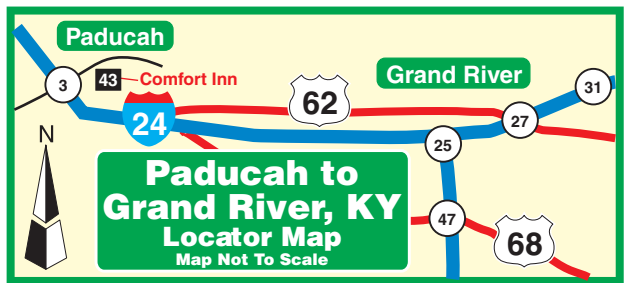 Paducah
3
43
Comfort Inn
24
62
Grand River
31
27
25
N
Paducah to
Grand River, KY
Locator Map
Map Not To Scale
47
68